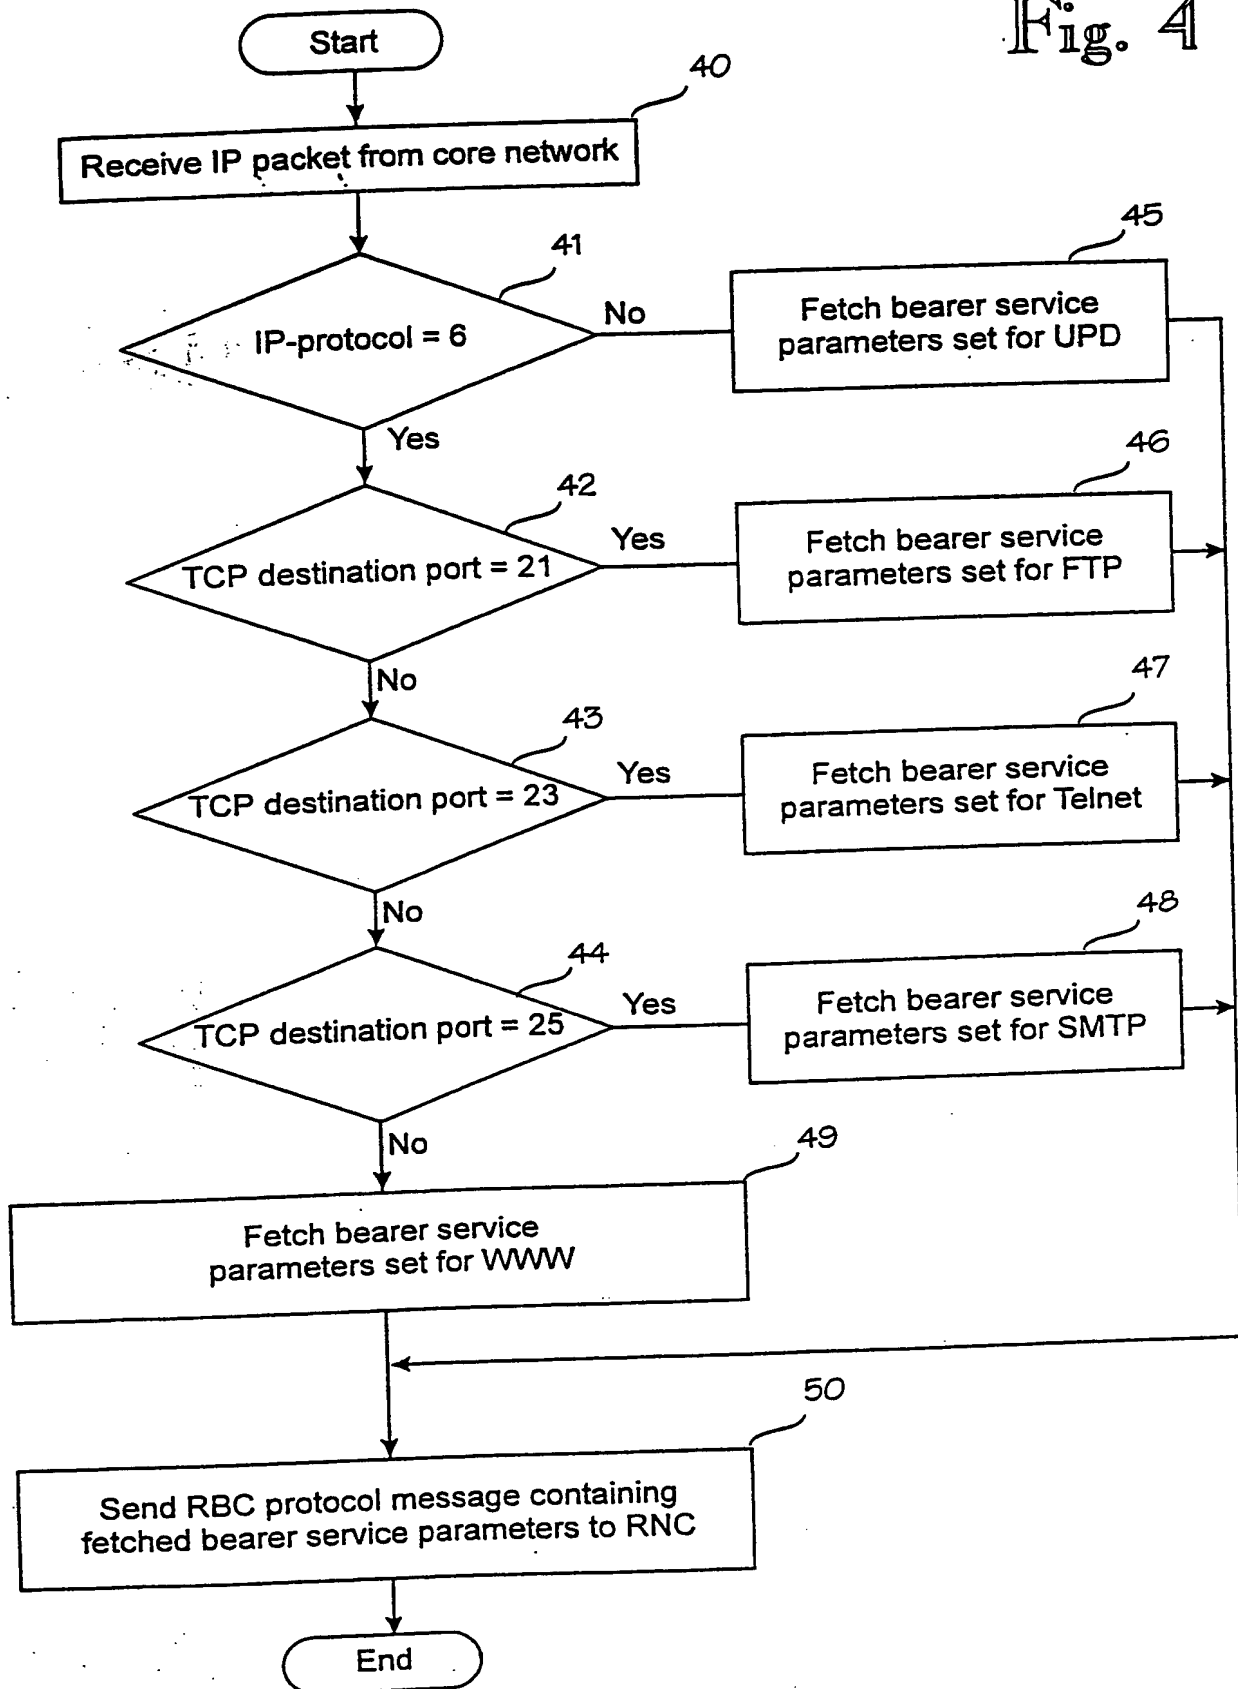 Fig. 4
Start
40
Receive IP packet from core network
41
IP-protocol = 6
No
45
Fetch bearer service
parameters set for UPD
Yes
42
TCP destination port = 21
Yes
46
Fetch bearer service
parameters set for FTP
No
43
TCP destination port = 23
Yes
47
Fetch bearer service
parameters set for Telnet
No
44
TCP destination port = 25
Yes
48
Fetch bearer service
parameters set for SMTP
No
49
Fetch bearer service
parameters set for WWW
50
Send RBC protocol message containing
fetched bearer service parameters to RNC
End